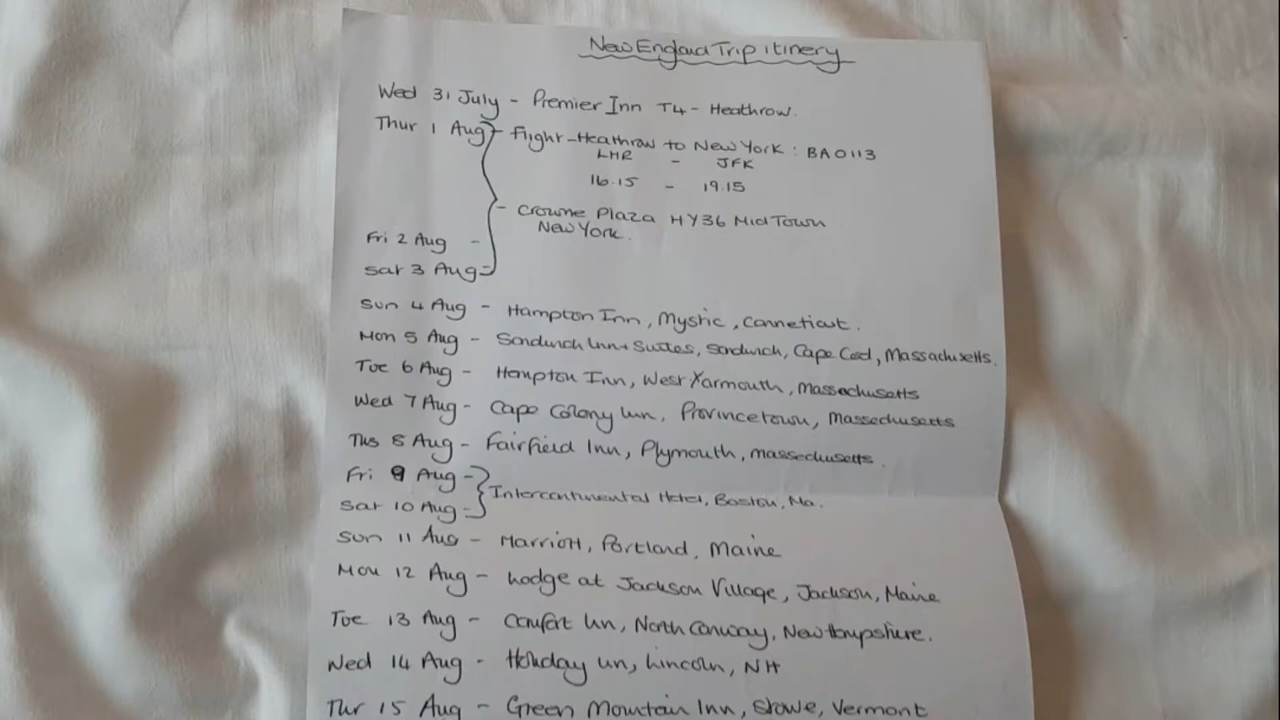 New England Trip itinery
Wed 31 July - Premier Inn T4 - Heathrow.
Thur 1 Aug - Flight - Heathrow to New York : BA0113
LHR - JFK
16.15 - 19.15
- Crowne Plaza HY36 MidTown
New York.
Fri 2 Aug -
Sat 3 Aug -
Sun 4 Aug - Hampton Inn, Mystic, Conneticut.
Mon 5 Aug - Sandwich Inn + Suites, Sandwich, Cape Cod, Massachusetts.
Tue 6 Aug - Hampton Inn, West Yarmouth, Massachusetts
Wed 7 Aug - Cape Colony Inn, Provincetown, Massechusetts
Thus 8 Aug - Fairfield Inn, Plymouth, massechusetts.
Fri 9 Aug -
Intercontinental Hotel, Boston, Ma.
Sat 10 Aug -
Sun 11 Aug - Marriott, Portland, Maine
Mon 12 Aug - Lodge at Jackson Village, Jackson, Maine
Tue 13 Aug - Comfort Inn, North Conway, New Hampshire.
Wed 14 Aug - Holiday Inn, Lincoln, NH
Thur 15 Aug - Green Mountain Inn, Stowe, Vermont